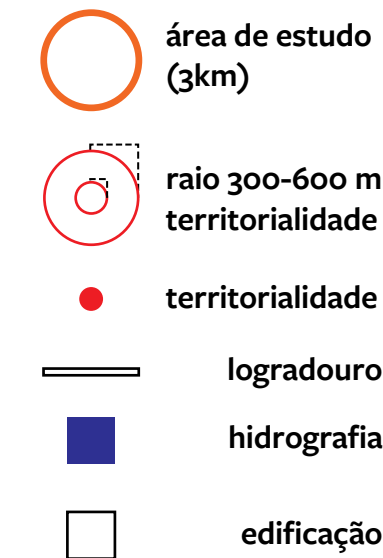 área de estudo
(3km)
raio 300-600 m
territorialidade
territorialidade
logradouro
hidrografia
edificação